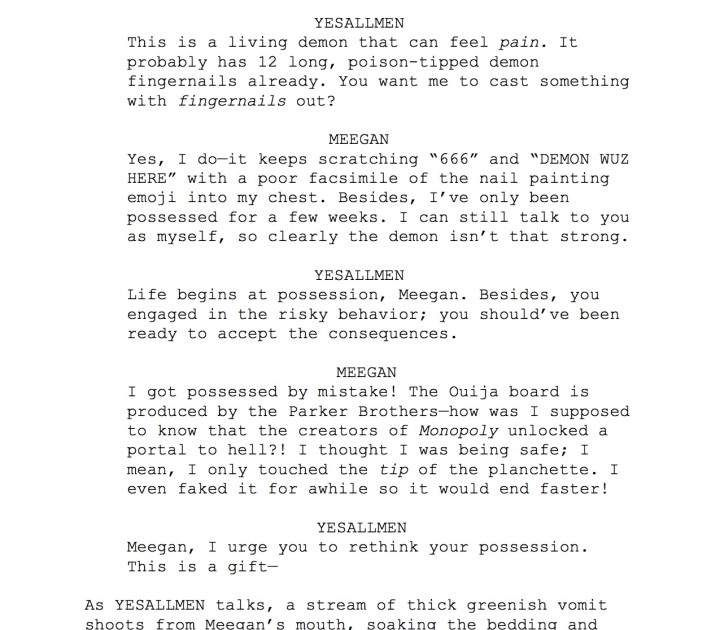 YESALLMEN
This is a living demon that can feel pain. It
probably has 12 long, poison-tipped demon
fingernails already. You want me to cast something
with fingernails out?
MEEGAN
Yes, I do—it keeps scratching “666” and “DEMON WUZ
HERE” with a poor facsimile of the nail painting
emoji into my chest. Besides, I’ve only been
possessed for a few weeks. I can still talk to you
as myself, so clearly the demon isn’t that strong.
YESALLMEN
Life begins at possession, Meegan. Besides, you
engaged in the risky behavior; you should’ve been
ready to accept the consequences.
MEEGAN
I got possessed by mistake! The Ouija board is
produced by the Parker Brothers—how was I supposed
to know that the creators of Monopoly unlocked a
portal to hell?! I thought I was being safe; I
mean, I only touched the tip of the planchette. I
even faked it for awhile so it would end faster!
YESALLMEN
Meegan, I urge you to rethink your possession.
This is a gift—
As YESALLMEN talks, a stream of thick greenish vomit
shoots from Meegan’s mouth, soaking the bedding and